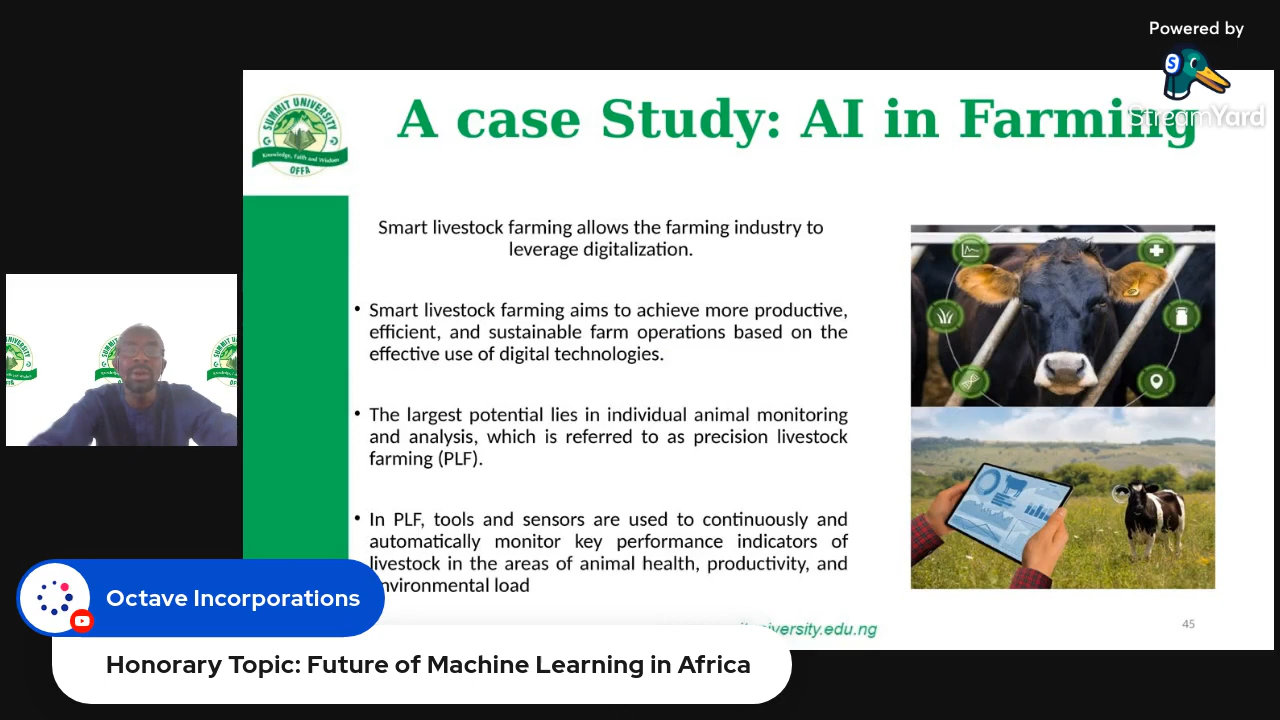 Powered by
StreamYard
SUMMIT UNIVERSITY
Knowledge, Faith and Wisdom
OFFA
A case Study: AI in Farming
Smart livestock farming allows the farming industry to
leverage digitalization.
• Smart livestock farming aims to achieve more productive,
efficient, and sustainable farm operations based on the
effective use of digital technologies.
• The largest potential lies in individual animal monitoring
and analysis, which is referred to as precision livestock
farming (PLF).
• In PLF, tools and sensors are used to continuously and
automatically monitor key performance indicators of
livestock in the areas of animal health, productivity, and
nvironmental load
Octave Incorporations
iversity.edu.ng
45
Honorary Topic: Future of Machine Learning in Africa